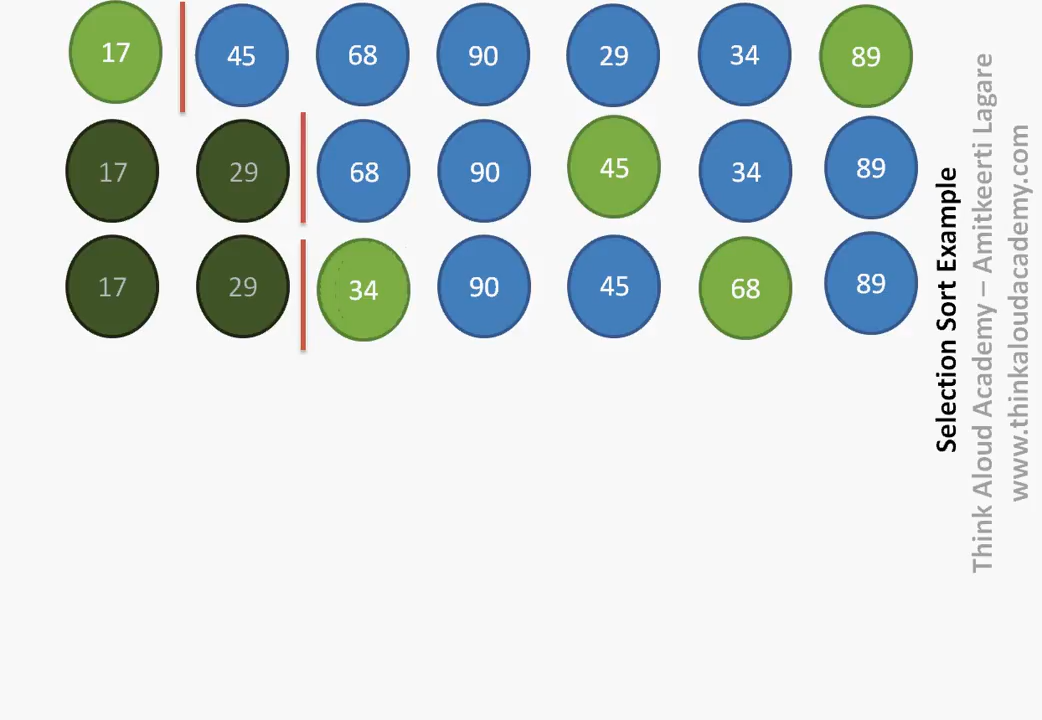 17 45 68 90 29 34 89
17 29 68 90 45 34 89
17 29 34 90 45 68 89
Selection Sort Example
Think Aloud Academy – Amitkeerti Lagare
www.thinkaloudacademy.com